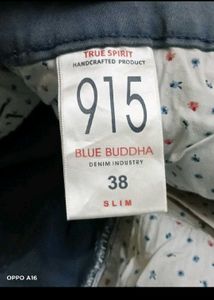 TRUE SPIRIT
HANDCRAFTED PRODUCT
915
BLUE BUDDHA
DENIM INDUSTRY
38
SLIM
OPPO A16